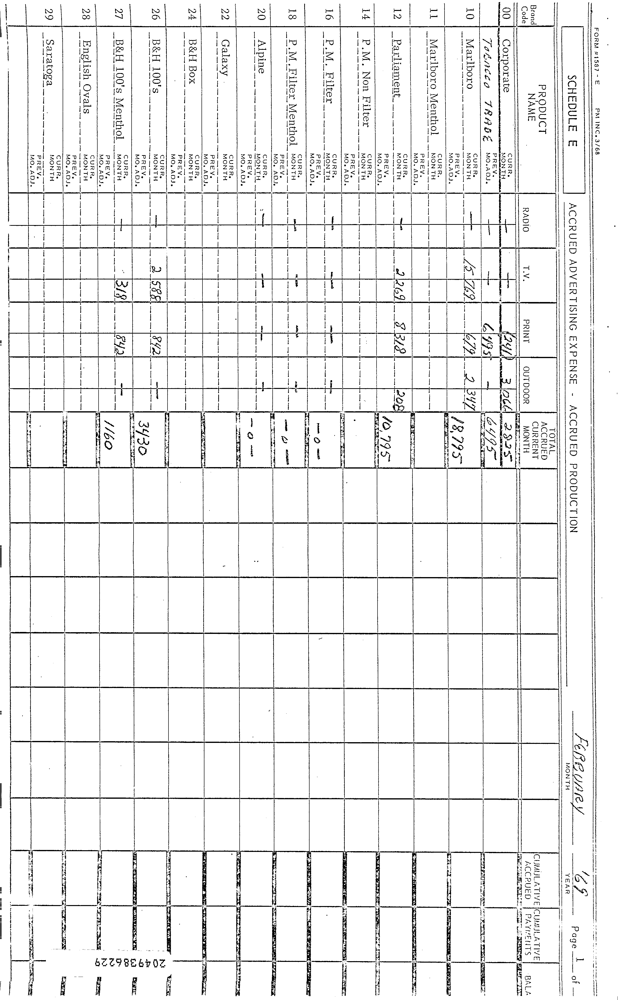 FORM #1587-E PM INC. 3/68
SCHEDULE E ACCRUED ADVERTISING EXPENSE - ACCRUED PRODUCTION FEBRUARY '69 Page 1 of
MONTH YEAR
Brand Code PRODUCT NAME RADIO T.V. PRINT OUTDOOR TOTAL ACCRUED CURRENT MONTH CUMULATIVE ACCRUED CUMULATIVE PAYMENTS BALA
00 Corporate CURR. MONTH — — (241) 3 066 2825
TOBACCO TRADE PREV. MO. ADJ. — — 6,495 — 6495
10 Marlboro CURR. MONTH — 15 769 679 2 347 18,795
PREV. MO. ADJ.
11 Marlboro Menthol CURR. MONTH
PREV. MO. ADJ.
12 Parliament CURR. MONTH — 2 269 8 318 208 10,795
PREV. MO. ADJ.
14 P.M. Non Filter CURR. MONTH
PREV. MO. ADJ.
16 P.M. Filter CURR. MONTH — — — -0-
PREV. MO. ADJ.
18 P.M. Filter Menthol CURR. MONTH — — — -0-
PREV. MO. ADJ.
20 Alpine CURR. MONTH — — — — -0-
PREV. MO. ADJ.
22 Galaxy CURR. MONTH
PREV. MO. ADJ.
24 B&H Box CURR. MONTH
PREV. MO. ADJ.
26 B&H 100's CURR. MONTH — 2 588 842 — 3430
PREV. MO. ADJ.
27 B&H 100's Menthol CURR. MONTH — 318 842 — 1160
PREV. MO. ADJ.
28 English Ovals CURR. MONTH
PREV. MO. ADJ.
29 Saratoga CURR. MONTH
PREV. MO. ADJ.
2049386229